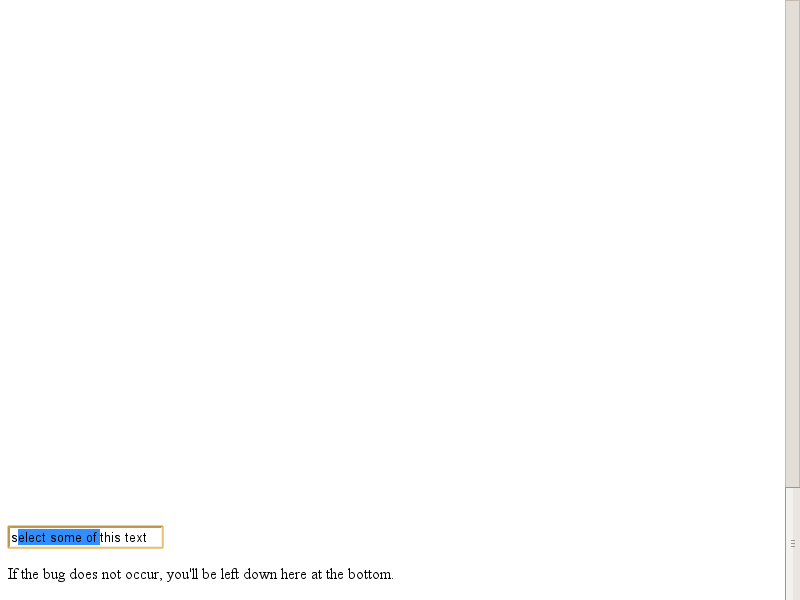 select some of this text
If the bug does not occur, you'll be left down here at the bottom.